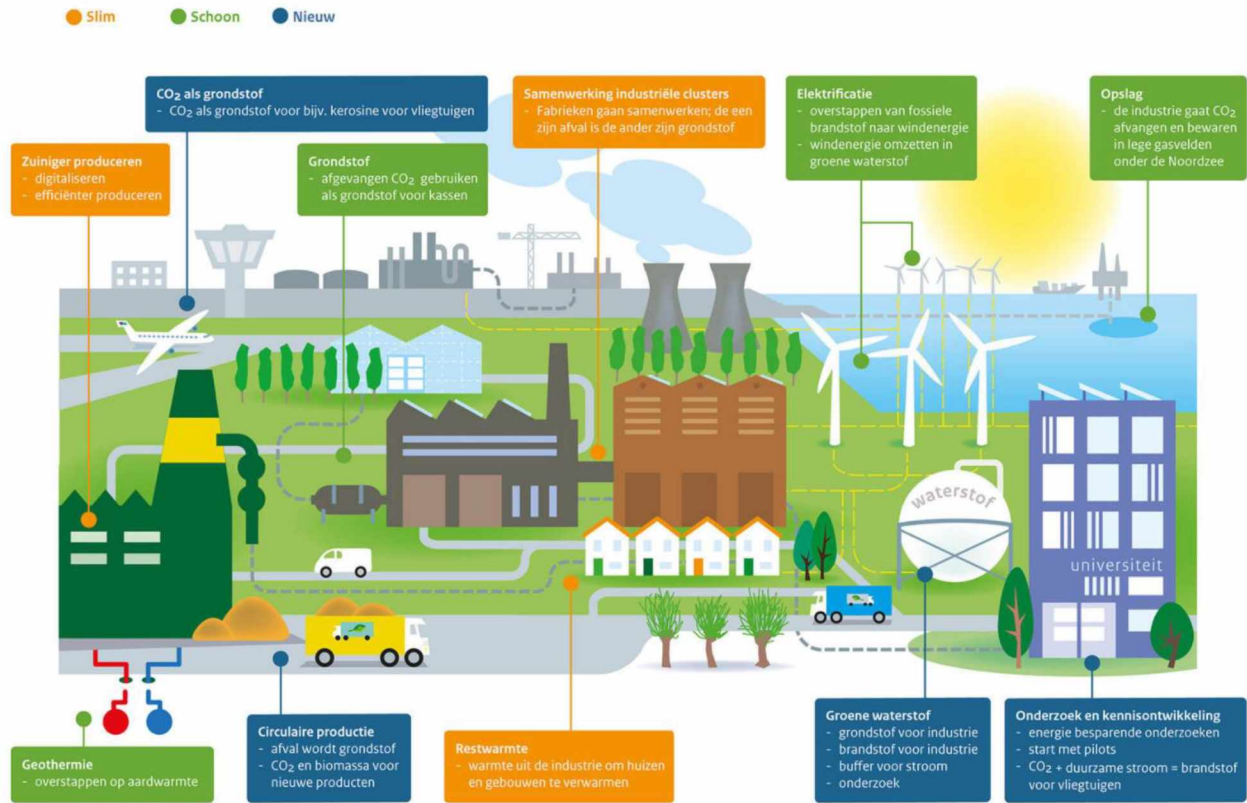 Slim
Schoon
Nieuw
CO₂ als grondstof
- CO₂ als grondstof voor bijv. kerosine voor vliegtuigen
Samenwerking industriële clusters
- Fabrieken gaan samenwerken; de een
zijn afval is de ander zijn grondstof
Elektrificatie
- overstappen van fossiele
brandstof naar windenergie
- windenergie omzetten in
groene waterstof
Opslag
- de industrie gaat CO₂
afvangen en bewaren
in lege gasvelden
onder de Noordzee
Zuiniger produceren
- digitaliseren
- efficiënter produceren
Grondstof
- afgevangen CO₂ gebruiken
als grondstof voor kassen
waterstof
universiteit
Geothermie
- overstappen op aardwarmte
Circulaire productie
- afval wordt grondstof
- CO₂ en biomassa voor
nieuwe producten
Restwarmte
- warmte uit de industrie om huizen
en gebouwen te verwarmen
Groene waterstof
- grondstof voor industrie
- brandstof voor industrie
- buffer voor stroom
- onderzoek
Onderzoek en kennisontwikkeling
- energie besparende onderzoeken
- start met pilots
- CO₂ + duurzame stroom = brandstof
voor vliegtuigen